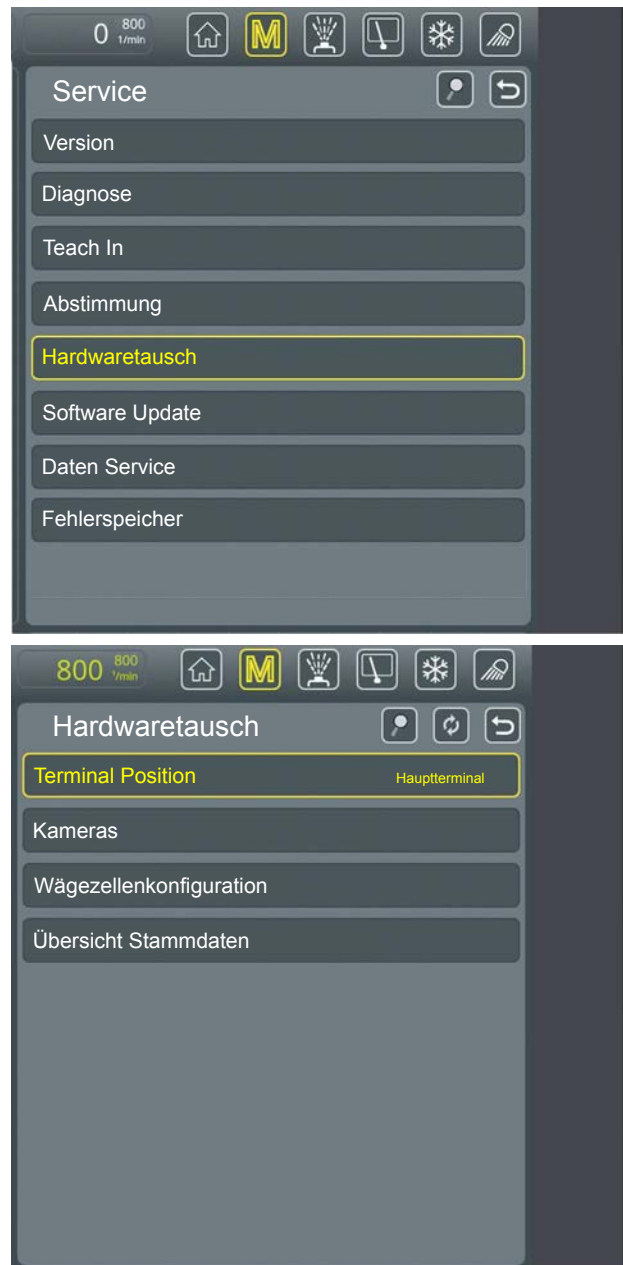 0 800 1/min M
Service
Version
Diagnose
Teach In
Abstimmung
Hardwaretausch
Software Update
Daten Service
Fehlerspeicher
800 800 1/min M
Hardwaretausch
Terminal Position Hauptterminal
Kameras
Wägezellenkonfiguration
Übersicht Stammdaten